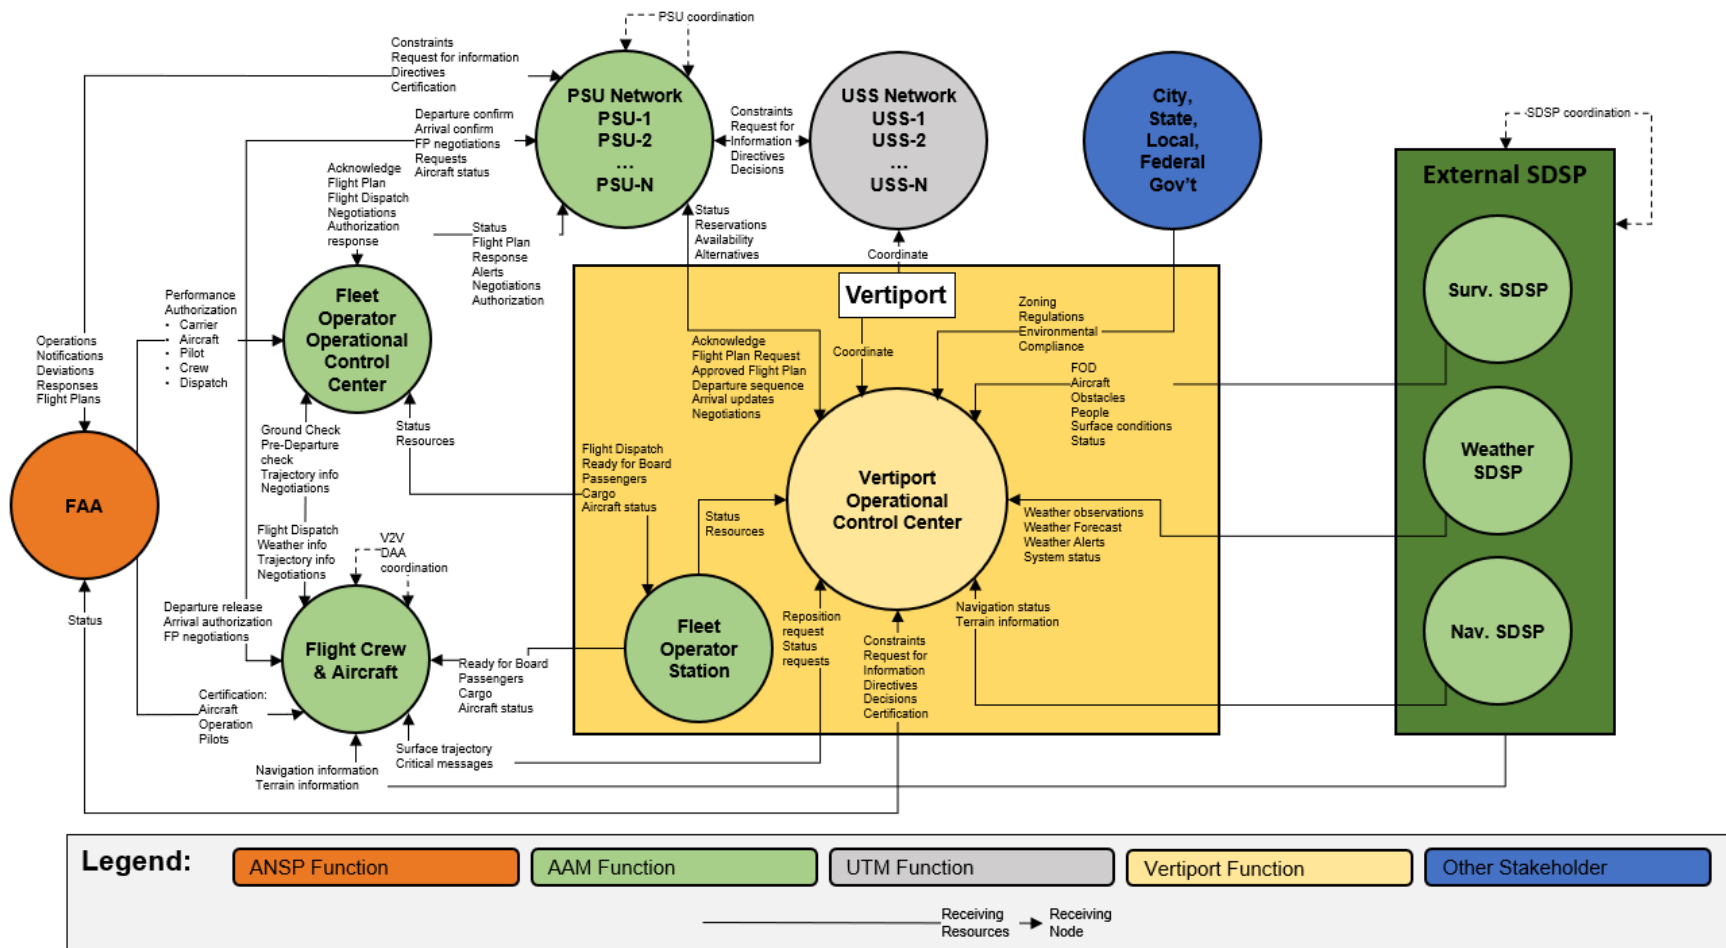 PSU coordination
Constraints
Request for information
Directives
Certification
PSU Network
PSU-1
PSU-2
...
PSU-N
Constraints
Request for
Information
Directives
Decisions
USS Network
USS-1
USS-2
...
USS-N
City,
State,
Local,
Federal
Gov't
SDSP coordination
External SDSP
Surv. SDSP
Weather
SDSP
Nav. SDSP
Departure confirm
Arrival confirm
FP negotiations
Requests
Aircraft status
Acknowledge
Flight Plan
Flight Dispatch
Negotiations
Authorization
response
Status
Flight Plan
Response
Alerts
Negotiations
Authorization
Status
Reservations
Availability
Alternatives
Coordinate
Vertiport
Coordinate
Zoning
Regulations
Environmental
Compliance
Performance
Authorization
• Carrier
• Aircraft
• Pilot
• Crew
• Dispatch
Fleet
Operator
Operational
Control
Center
Operations
Notifications
Deviations
Responses
Flight Plans
Acknowledge
Flight Plan Request
Approved Flight Plan
Departure sequence
Arrival updates
Negotiations
FOD
Aircraft
Obstacles
People
Surface conditions
Status
FAA
Ground Check
Pre-Departure
check
Trajectory info
Negotiations
Status
Resources
Flight Dispatch
Ready for Board
Passengers
Cargo
Aircraft status
Status
Resources
Vertiport
Operational
Control Center
Weather observations
Weather Forecast
Weather Alerts
System status
Flight Dispatch
Weather info
Trajectory info
Negotiations
V2V
DAA
coordination
Status
Departure release
Arrival authorization
FP negotiations
Flight Crew
& Aircraft
Ready for Board
Passengers
Cargo
Aircraft status
Fleet
Operator
Station
Reposition
request
Status
requests
Constraints
Request for
Information
Directives
Decisions
Certification
Navigation status
Terrain information
Certification:
Aircraft
Operation
Pilots
Surface trajectory
Critical messages
Navigation information
Terrain information
Legend:
ANSP Function
AAM Function
UTM Function
Vertiport Function
Other Stakeholder
Receiving
Resources
Receiving
Node